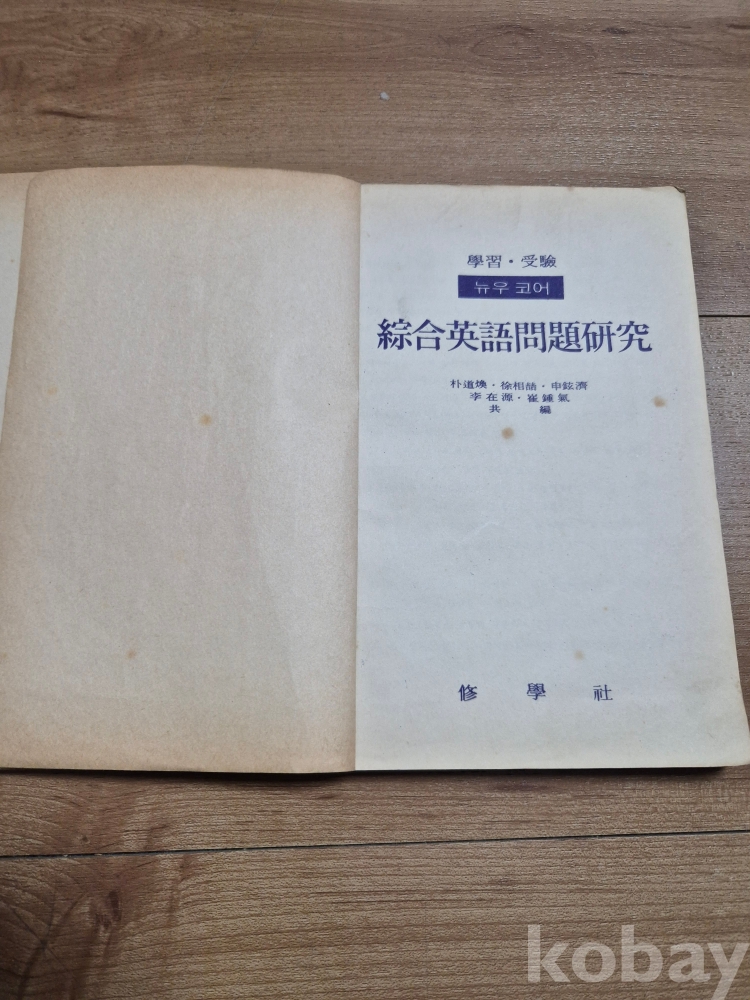 學習·受驗
뉴우 코어
綜合英語問題研究
朴道煥·徐相喆·申鉉濟
李在源·崔鍾氣
共 編
修 學 社
kobay